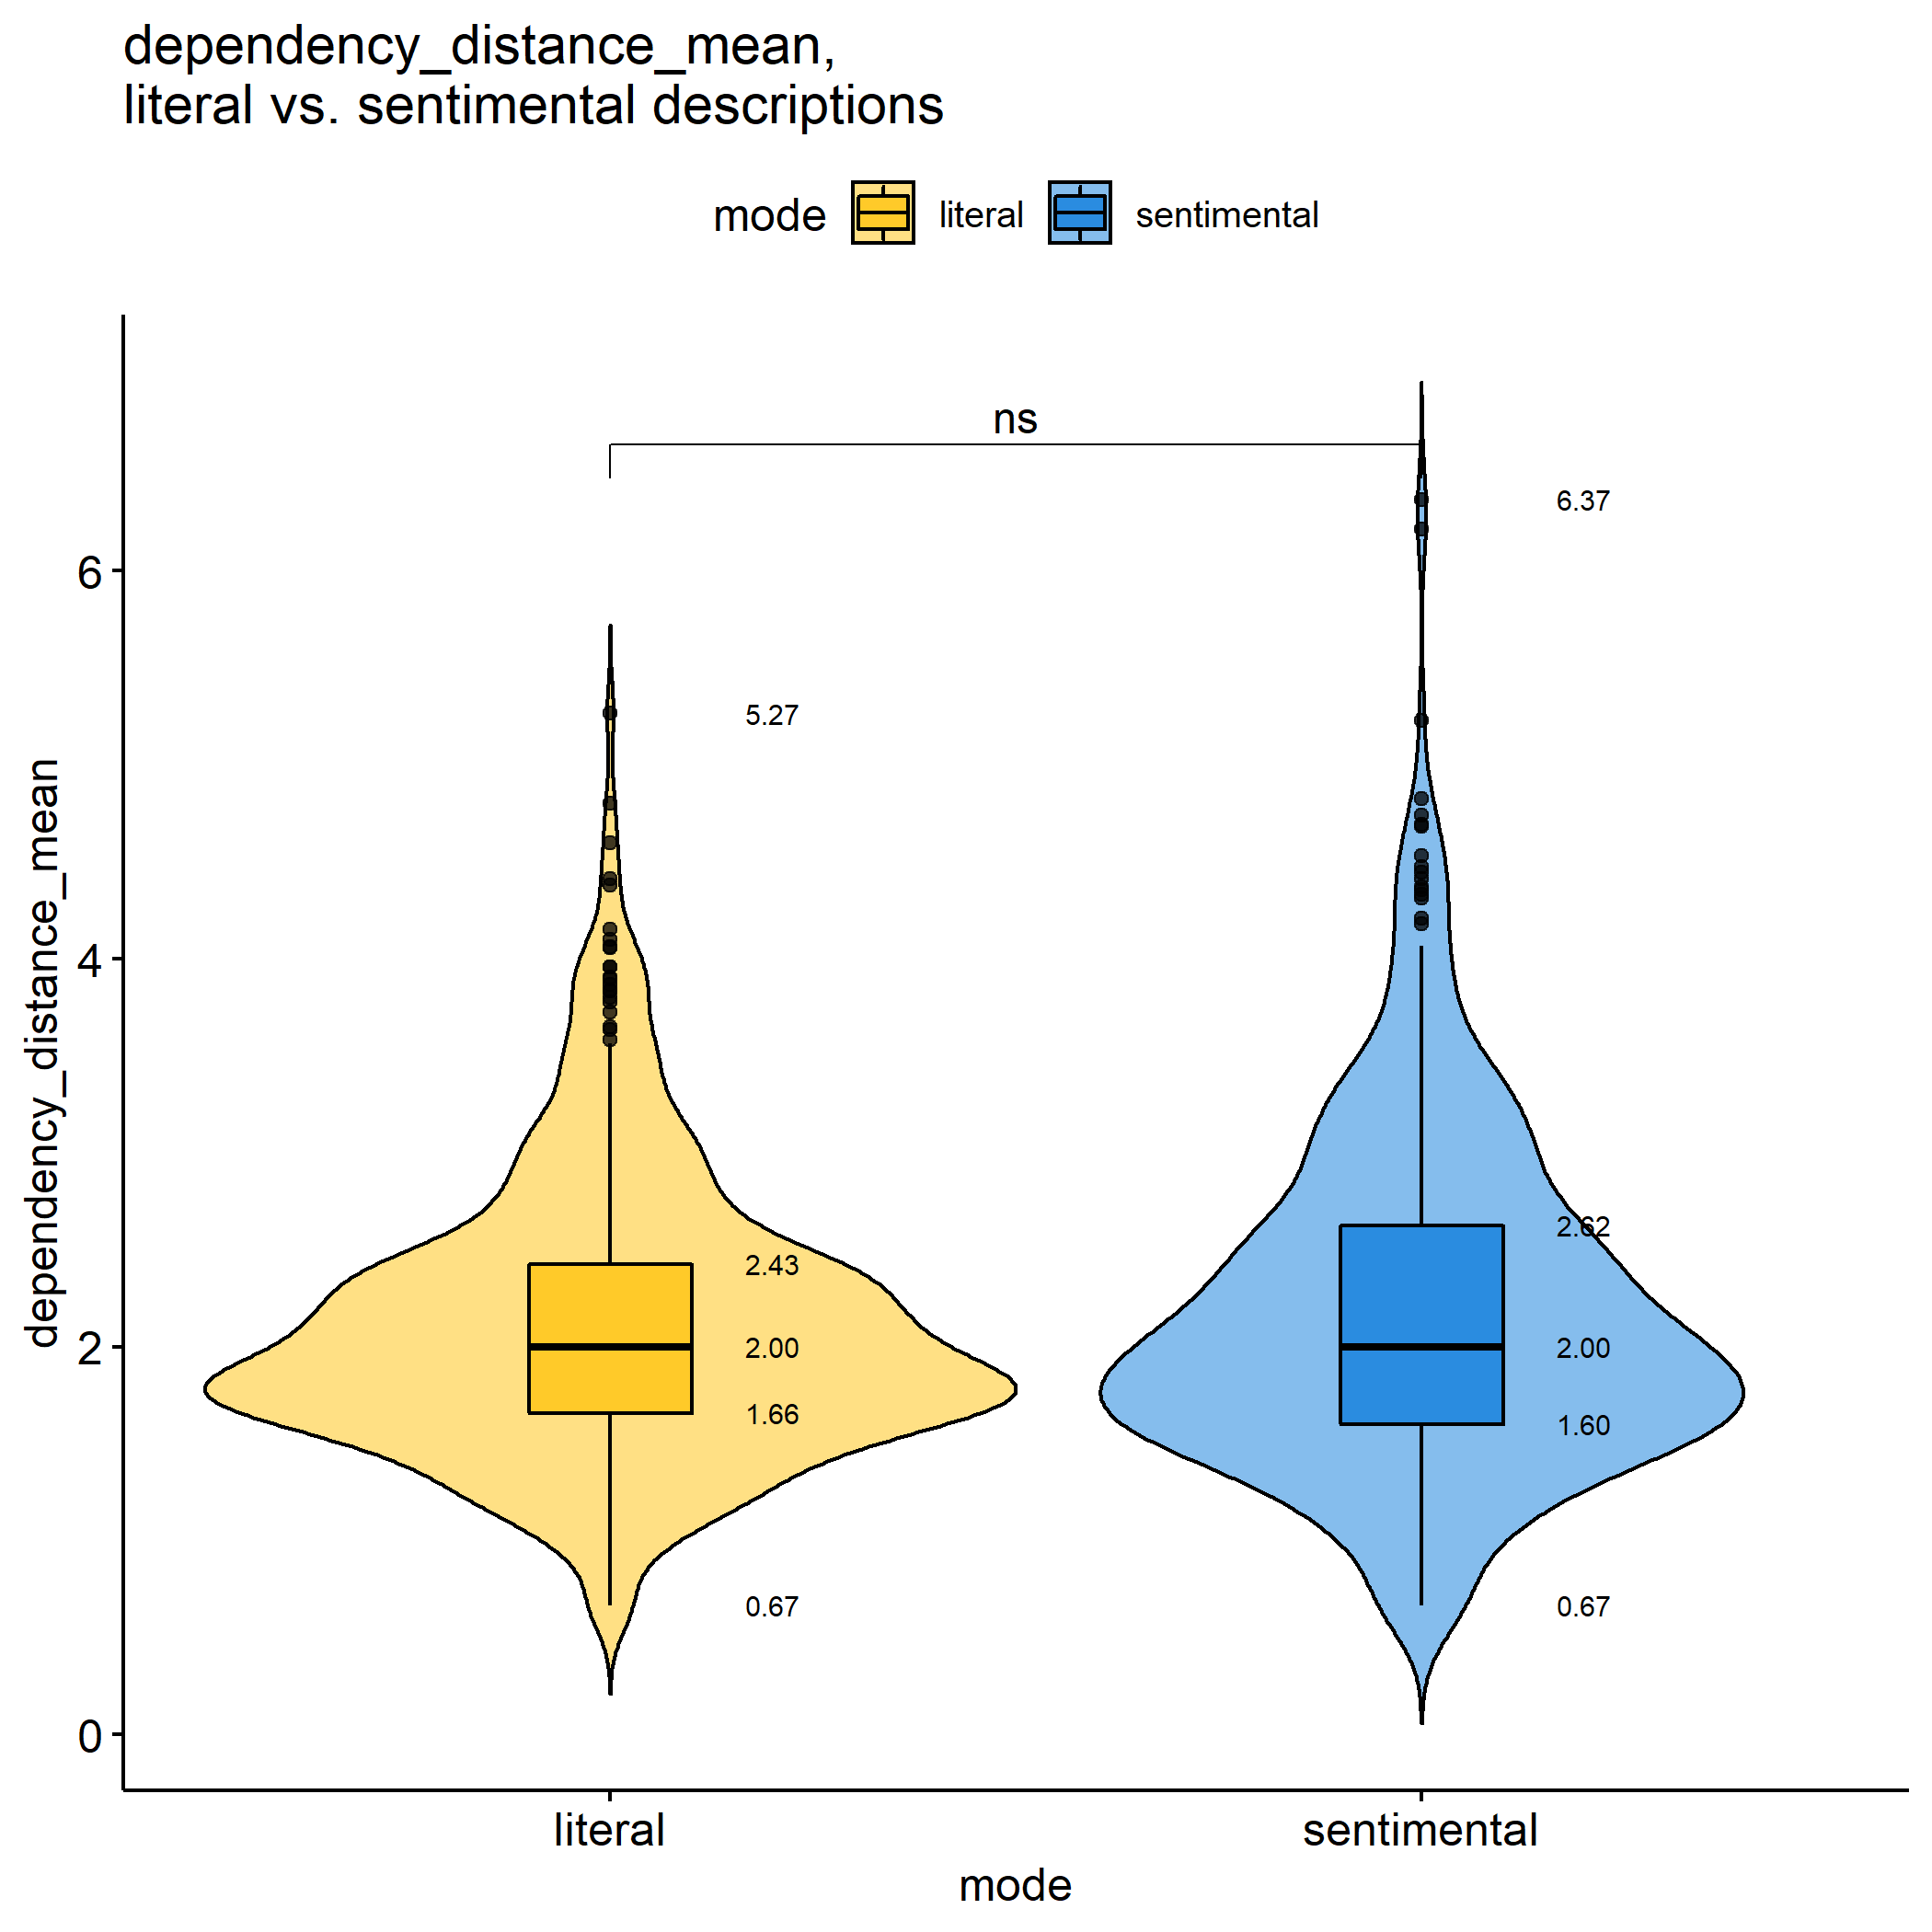 dependency_distance_mean,
literal vs. sentimental descriptions
mode literal sentimental
ns
6.37
6
5.27
dependency_distance_mean
4
2.62
2.43
2
2.00
2.00
1.66
1.60
0.67
0.67
0
literal
sentimental
mode